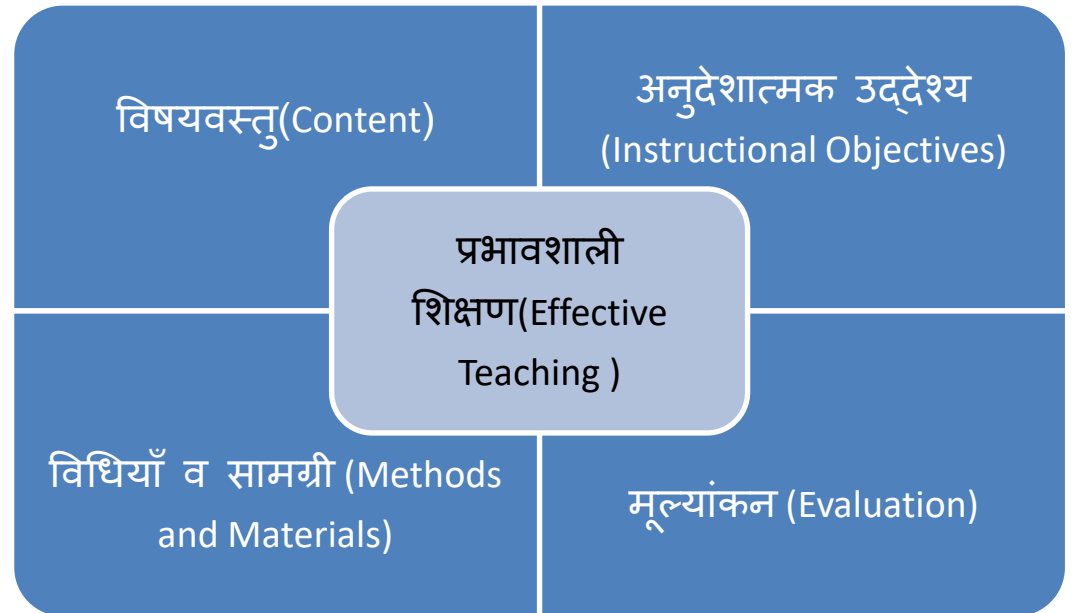 विषयवस्तु(Content)
अनुदेशात्मक उद्देश्य
(Instructional Objectives)
प्रभावशाली
शिक्षण(Effective
Teaching )
विधियाँ व सामग्री (Methods
and Materials)
मूल्यांकन (Evaluation)